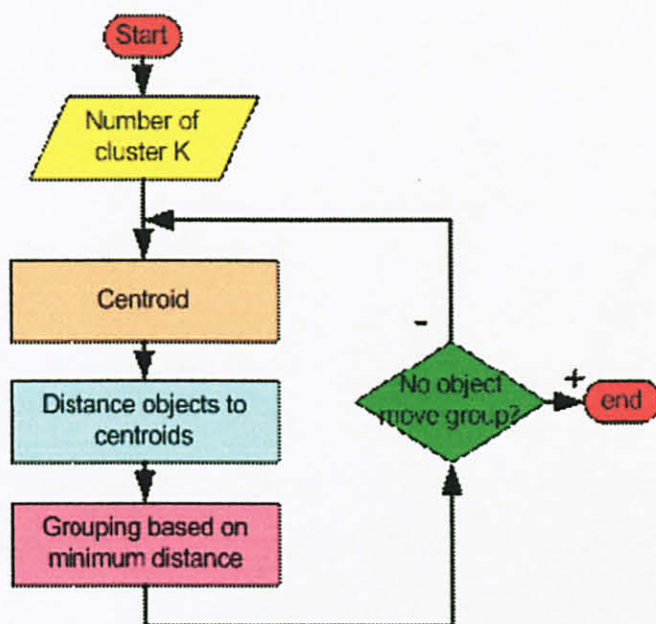 Start
Number of
cluster K
Centroid
Distance objects to
centroids
Grouping based on
minimum distance
-
No object
move group?
+
end